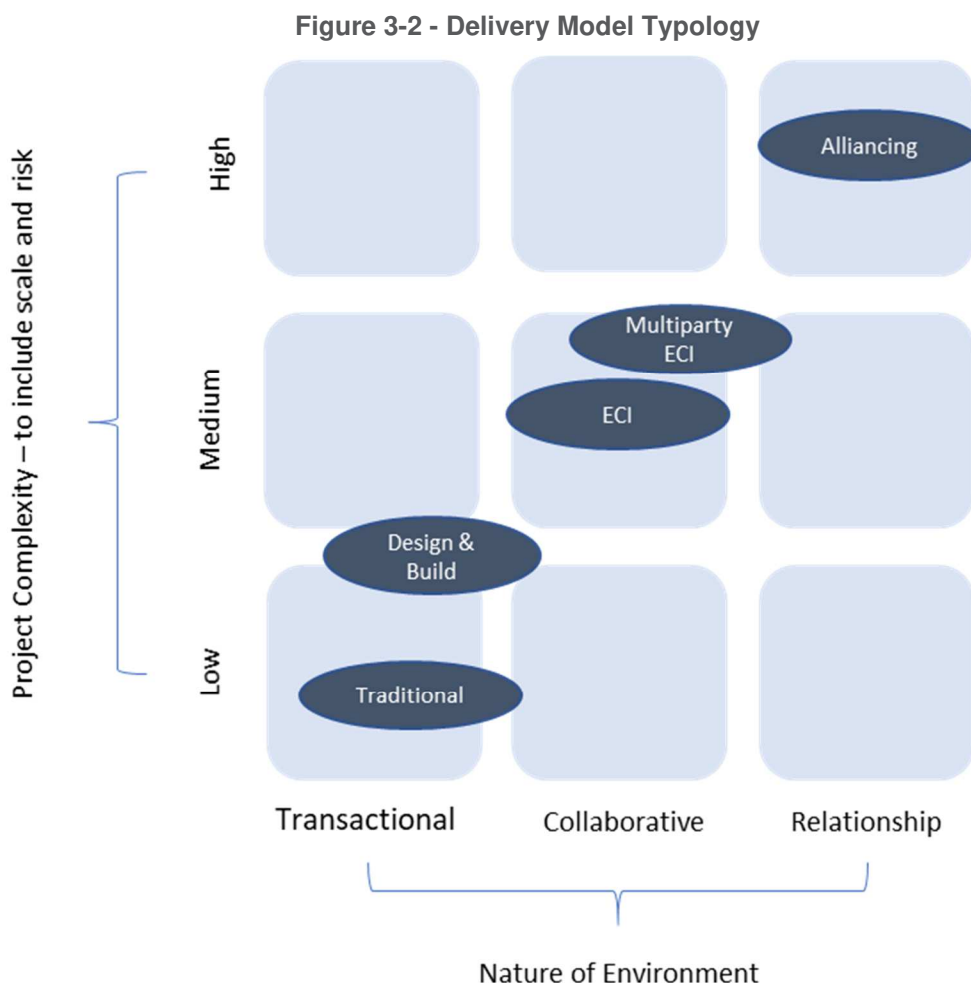 Figure 3-2 - Delivery Model Typology
Project Complexity – to include scale and risk
High
Alliancing
Medium
Multiparty
ECI
ECI
Design &
Build
Low
Traditional
Transactional
Collaborative
Relationship
Nature of Environment